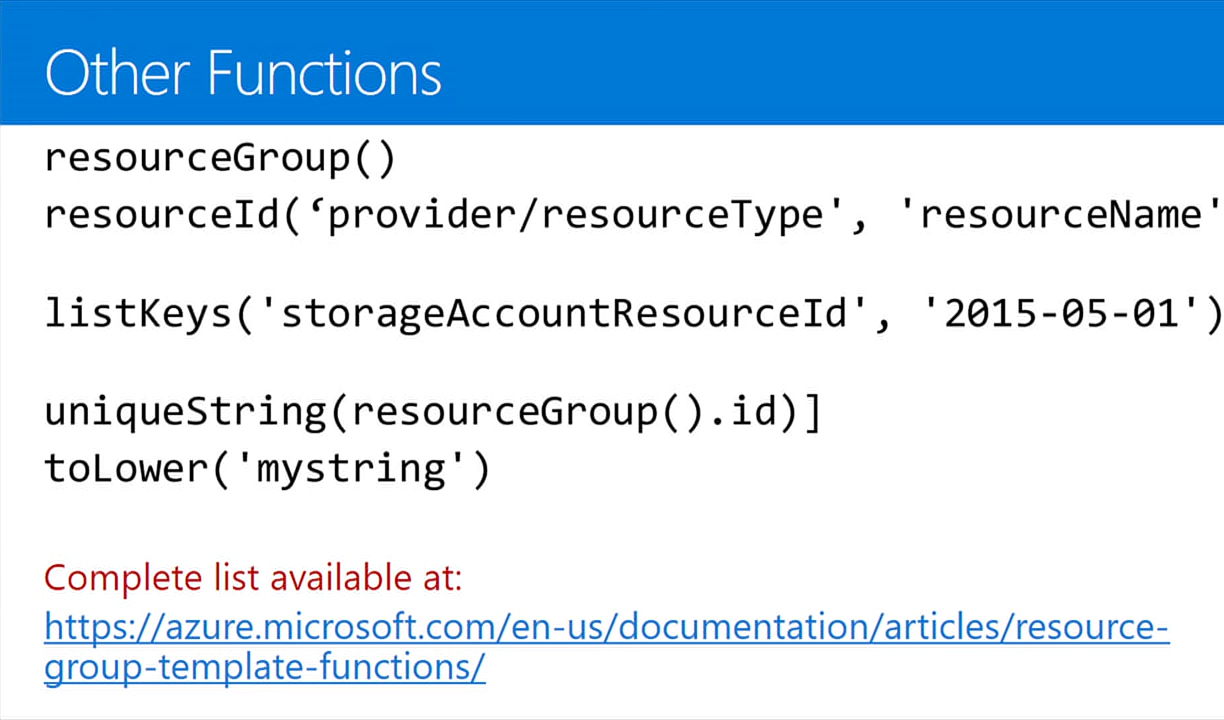 Other Functions
resourceGroup()
resourceId(‘provider/resourceType', 'resourceName'
listKeys('storageAccountResourceId', '2015-05-01')
uniqueString(resourceGroup().id)]
toLower('mystring')
Complete list available at:
https://azure.microsoft.com/en-us/documentation/articles/resource-
group-template-functions/